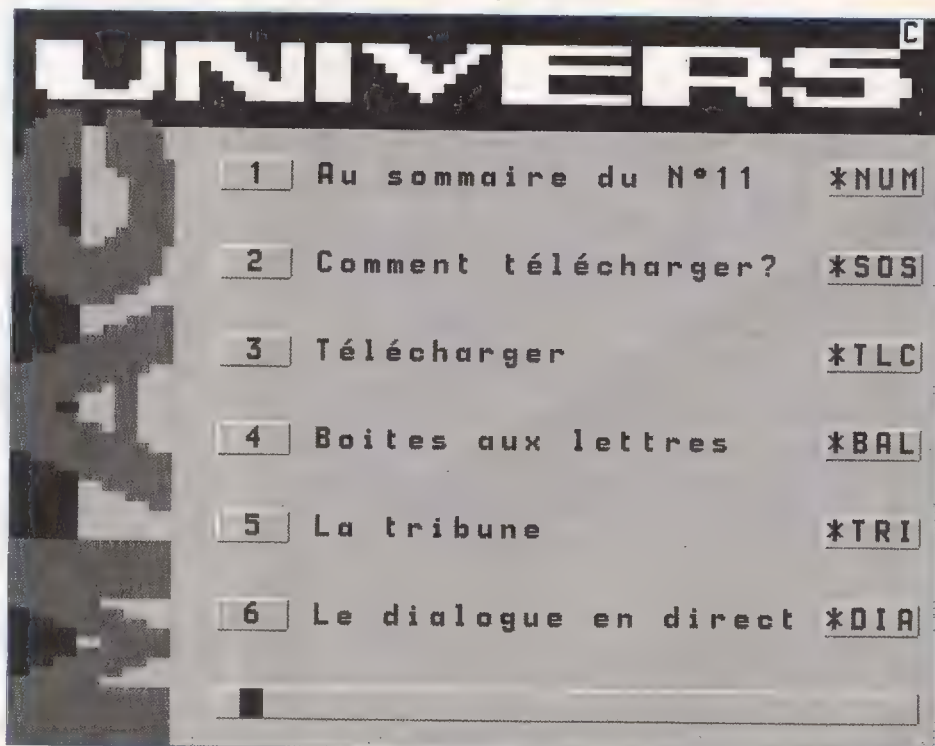 C
UNIVERS
MAC
1 Au sommaire du N°11 *NUM
2 Comment télécharger? *SOS
3 Télécharger *TLC
4 Boites aux lettres *BAL
5 La tribune *TRI
6 Le dialogue en direct *DIA